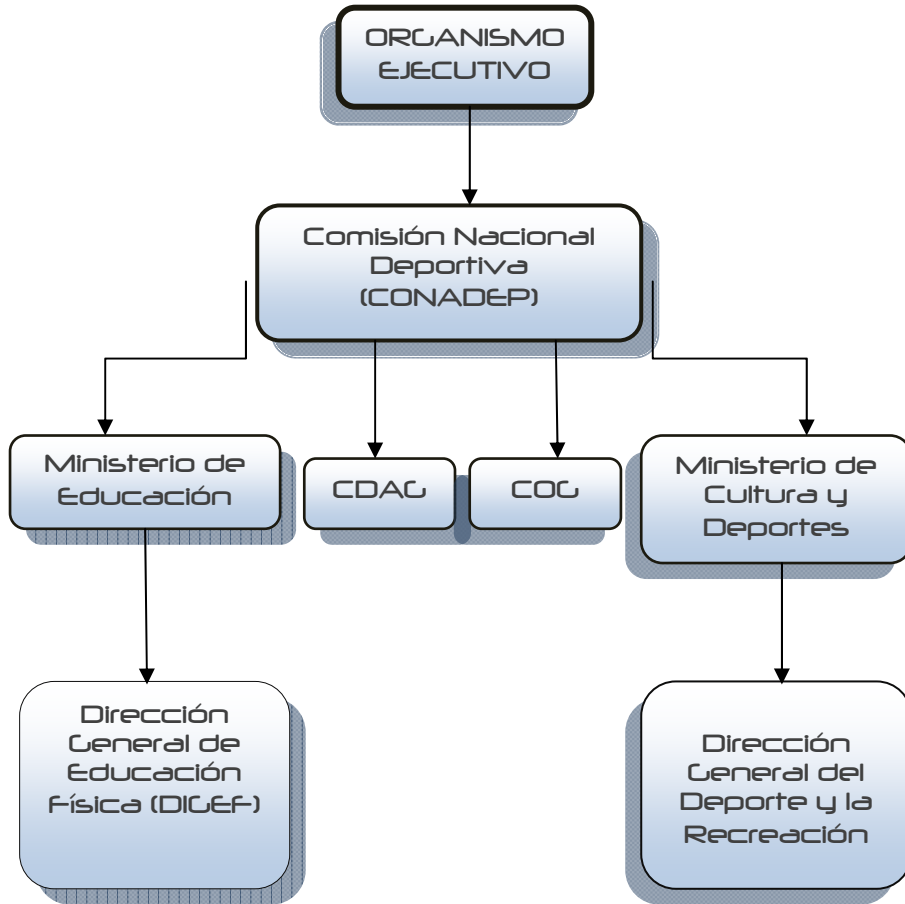 ORGANISMO
EJECUTIVO
Comisión Nacional
Deportiva
(CONADEP)
Ministerio de
Educación
CDAG
COG
Ministerio de
Cultura y
Deportes
Dirección
General de
Educación
Física (DIGEF)
Dirección
General del
Deporte y la
Recreación